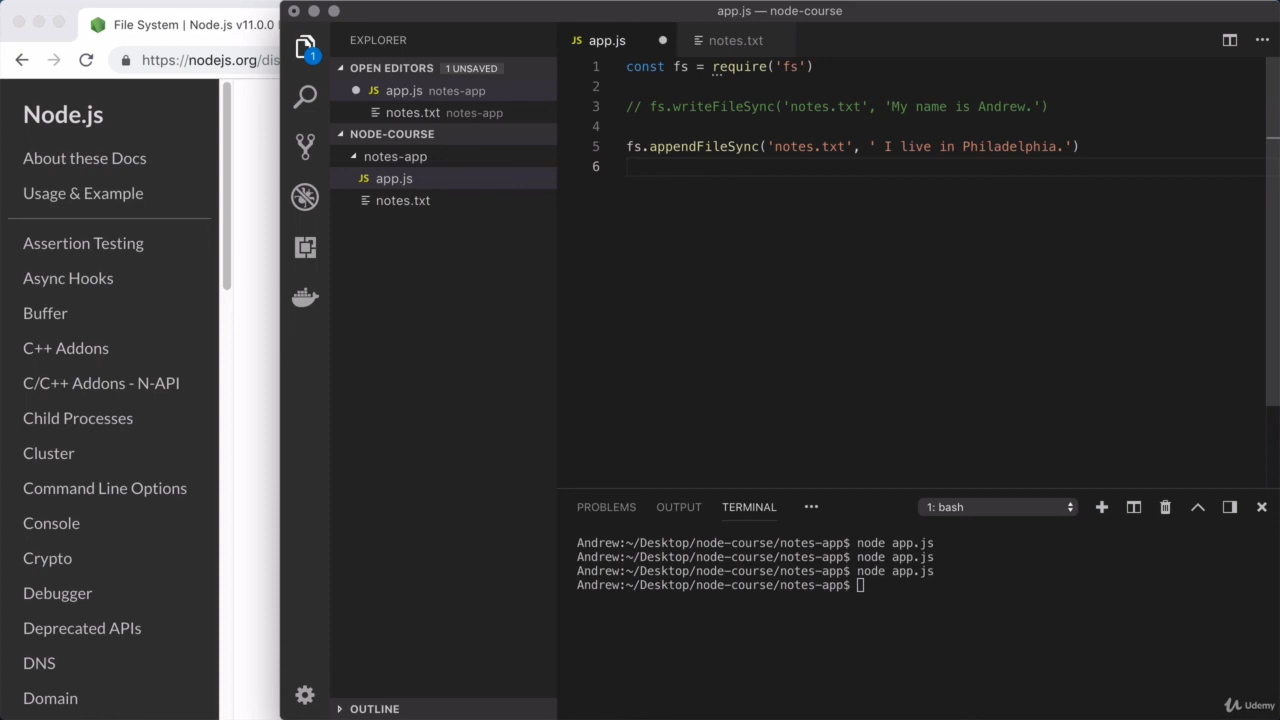 File System | Node.js v11.0.0
https://nodejs.org/dis
Node.js
About these Docs
Usage & Example
Assertion Testing
Async Hooks
Buffer
C++ Addons
C/C++ Addons - N-API
Child Processes
Cluster
Command Line Options
Console
Crypto
Debugger
Deprecated APIs
DNS
Domain
app.js — node-course
1
EXPLORER
OPEN EDITORS 1 UNSAVED
JS app.js notes-app
notes.txt notes-app
NODE-COURSE
notes-app
JS app.js
notes.txt
OUTLINE
JS app.js
notes.txt
1 const fs = require('fs')
2
3 // fs.writeFileSync('notes.txt', 'My name is Andrew.')
4
5 fs.appendFileSync('notes.txt', ' I live in Philadelphia.')
6
PROBLEMS OUTPUT TERMINAL ••• 1: bash
Andrew:~/Desktop/node-course/notes-app$ node app.js
Andrew:~/Desktop/node-course/notes-app$ node app.js
Andrew:~/Desktop/node-course/notes-app$ node app.js
Andrew:~/Desktop/node-course/notes-app$
Udemy